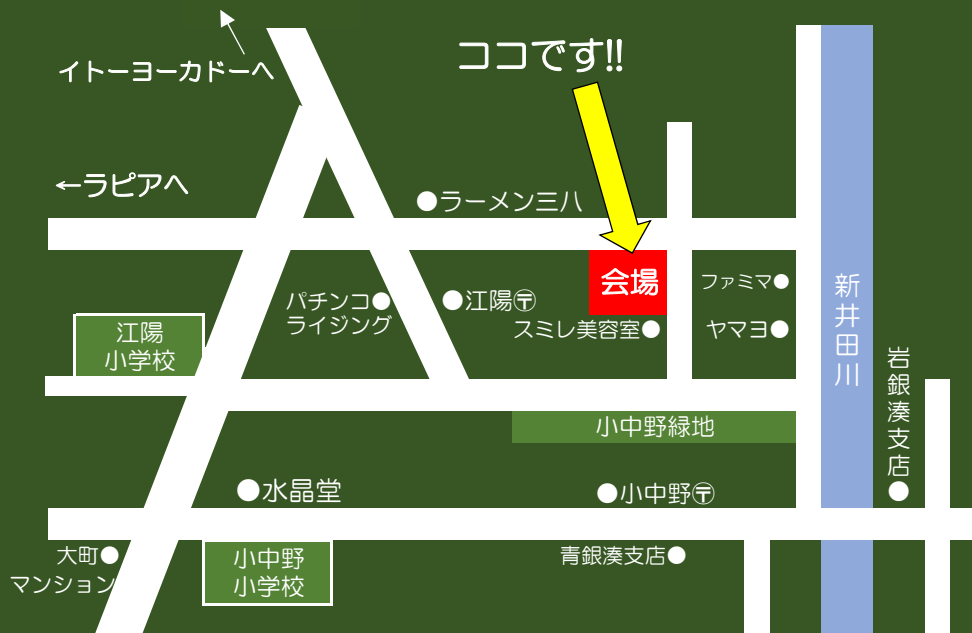 イトーヨーカドーへ
ココです!!
←ラピアへ
●ラーメン三八
会場
ファミマ●
パチンコ●
ライジング
●江陽〶
スミレ美容室●
ヤマヨ●
江陽
小学校
新井田川
岩銀湊支店●
小中野緑地
●水晶堂
●小中野〶
大町●
マンション
小中野
小学校
青銀湊支店●